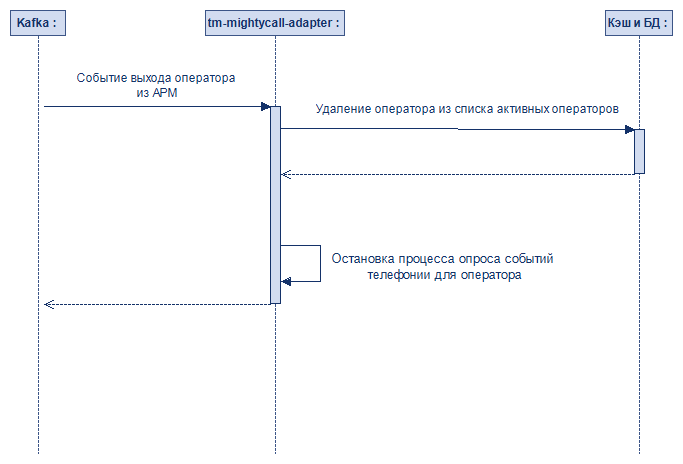 Kafka :
tm-mightycall-adapter :
Кэш и БД :
Событие выхода оператора
из АРМ
Удаление оператора из списка активных операторов
Остановка процесса опроса событий
телефонии для оператора